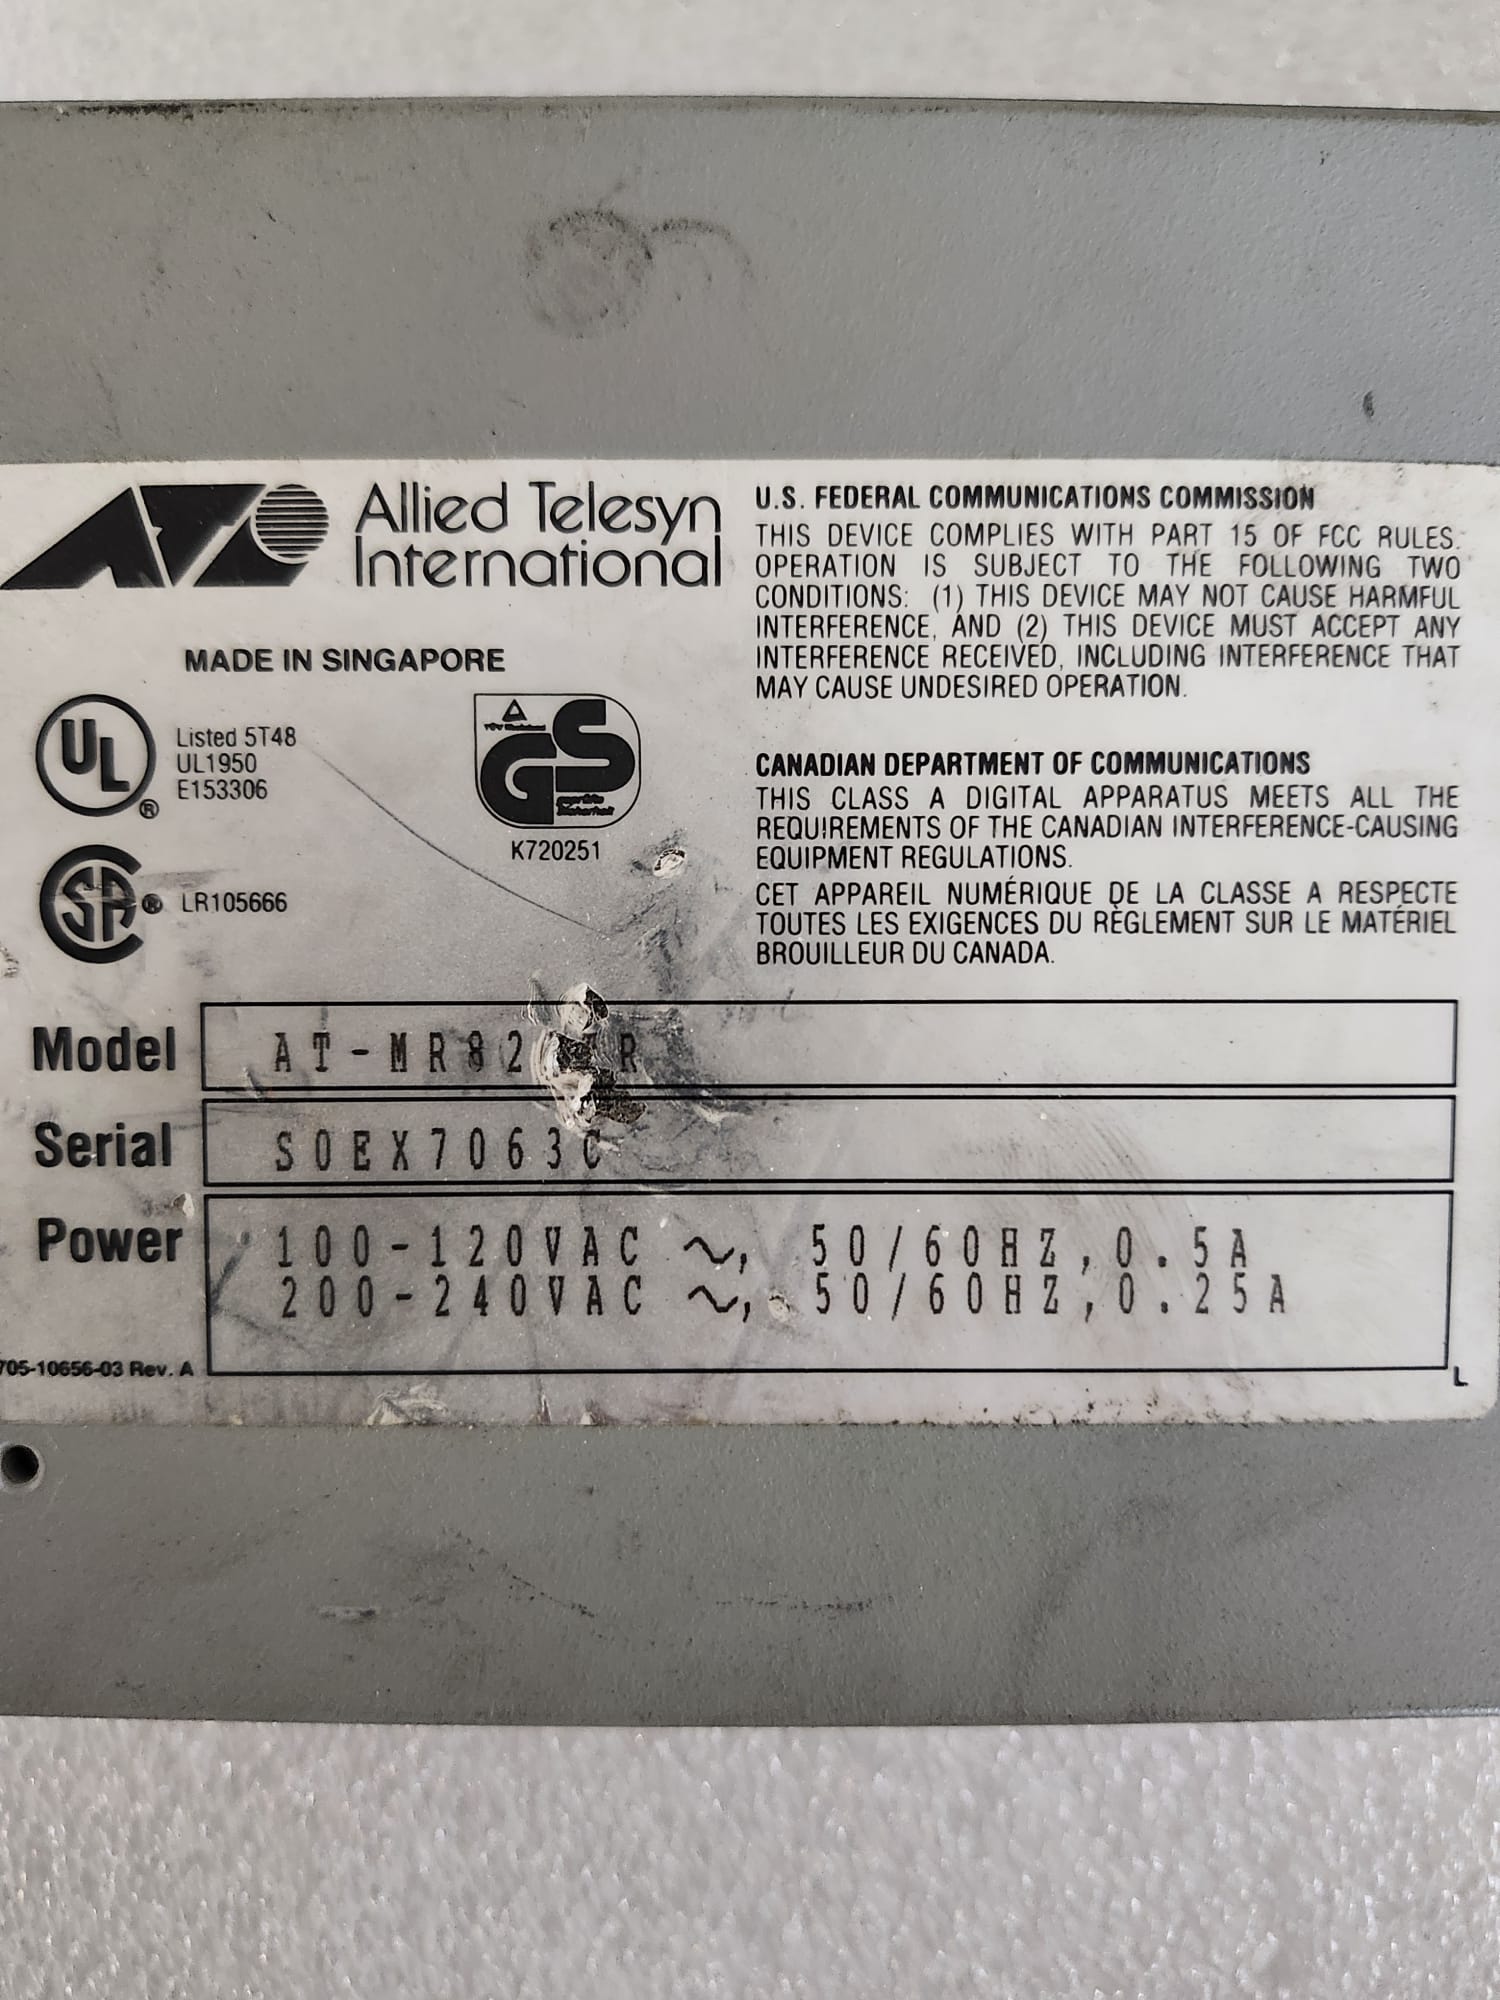 Allied Telesyn
International
MADE IN SINGAPORE
UL
®
Listed 5T48
UL1950
E153306
GS
K720251
®
LR105666
U.S. FEDERAL COMMUNICATIONS COMMISSION
THIS DEVICE COMPLIES WITH PART 15 OF FCC RULES.
OPERATION IS SUBJECT TO THE FOLLOWING TWO
CONDITIONS: (1) THIS DEVICE MAY NOT CAUSE HARMFUL
INTERFERENCE, AND (2) THIS DEVICE MUST ACCEPT ANY
INTERFERENCE RECEIVED, INCLUDING INTERFERENCE THAT
MAY CAUSE UNDESIRED OPERATION.
CANADIAN DEPARTMENT OF COMMUNICATIONS
THIS CLASS A DIGITAL APPARATUS MEETS ALL THE
REQUIREMENTS OF THE CANADIAN INTERFERENCE-CAUSING
EQUIPMENT REGULATIONS.
CET APPAREIL NUMÉRIQUE DE LA CLASSE A RESPECTE
TOUTES LES EXIGENCES DU RÈGLEMENT SUR LE MATÉRIEL
BROUILLEUR DU CANADA.
Model
Serial S0EX7063C
Power 100-120VAC ~, 50/60HZ,0.5A
200-240VAC ~, 50/60HZ,0.25A
705-10656-03 Rev. A
L